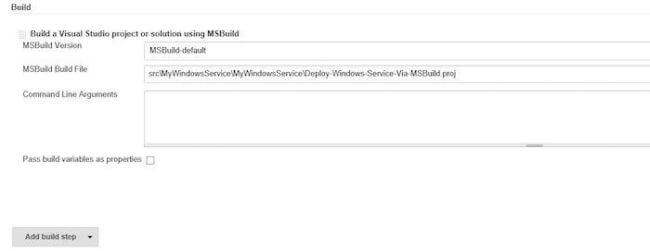 Build
Build a Visual Studio project or solution using MSBuild
MSBuild Version
MSBuild-default
MSBuild Build File
src\MyWindowsService\MyWindowsService\Deploy-Windows-Service-Via-MSBuild.proj
Command Line Arguments
Pass build variables as properties
Add build step